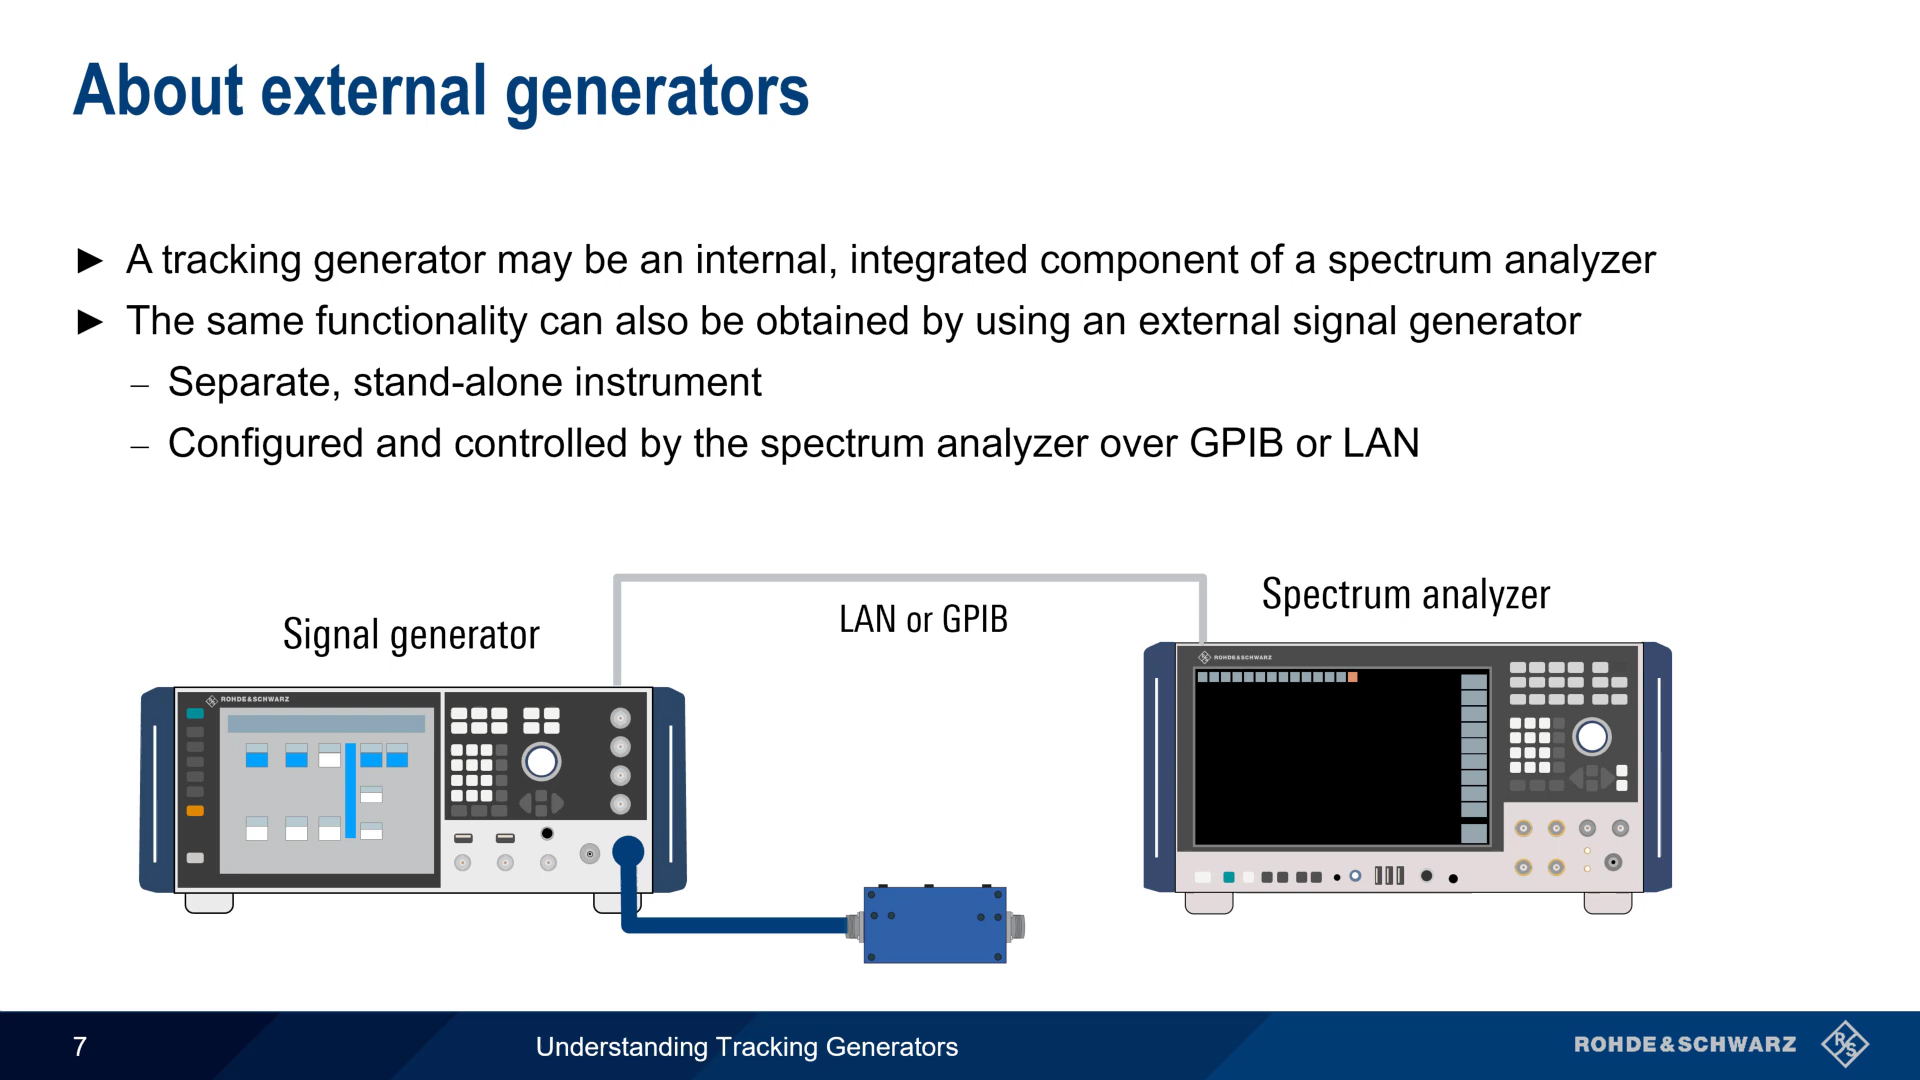 About external generators
► A tracking generator may be an internal, integrated component of a spectrum analyzer
► The same functionality can also be obtained by using an external signal generator
– Separate, stand-alone instrument
– Configured and controlled by the spectrum analyzer over GPIB or LAN
Signal generator
LAN or GPIB
Spectrum analyzer
ROHDE&SCHWARZ
ROHDE&SCHWARZ
7
Understanding Tracking Generators
ROHDE&SCHWARZ
R&S